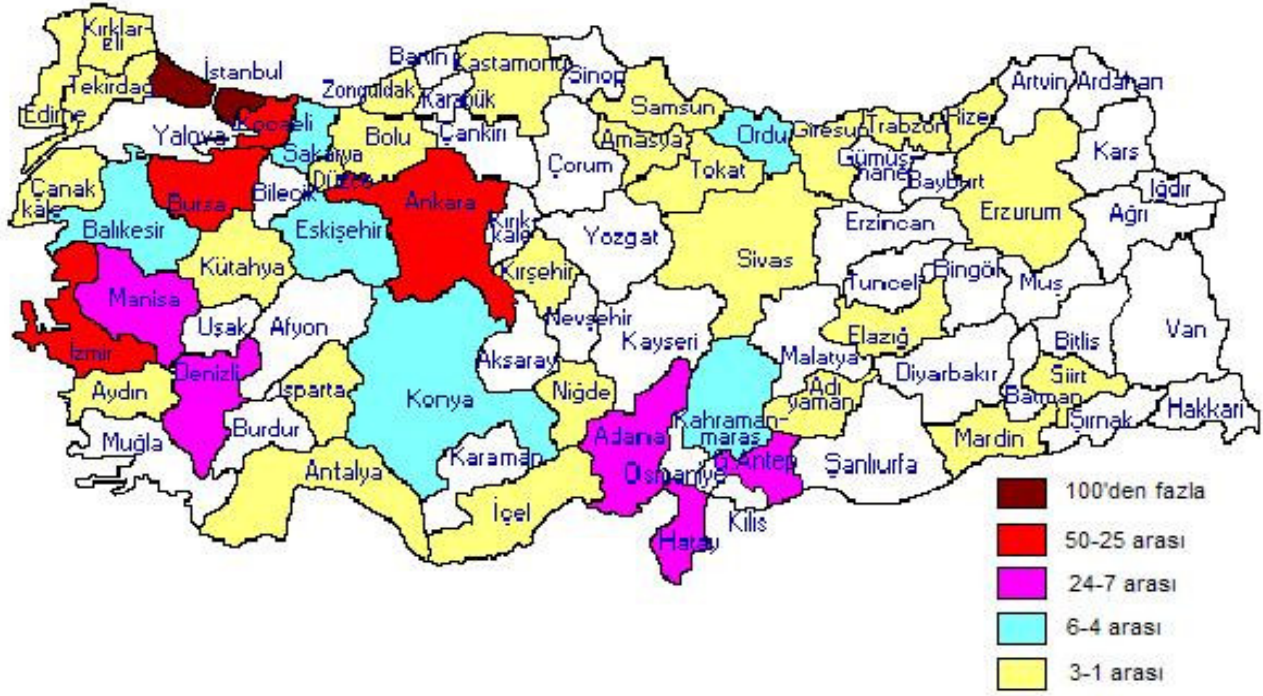 Kırklar-
eli
İstanbul
Bartın
Kastamonu
Sinop
Artvin
Ardahan
Edirne
Tekirdağ
Zonguldak
Karabük
Samsun
Ordu
Giresun
Trabzon
Rize
Kocaeli
Yalova
Sakarya
Bolu
Çankırı
Çorum
Amasya
Tokat
Gümüş-
hane
Bayburt
Kars
Iğdır
Çanak
kale
Bursa
Bilecik
Düzce
Ankara
Kırık-
kale
Yozgat
Sivas
Erzincan
Erzurum
Ağrı
Balıkesir
Eskişehir
Kütahya
Kırşehir
Tunceli
Bingöl
Muş
Manisa
Uşak
Afyon
Nevşehir
Kayseri
Elazığ
Bitlis
Van
İzmir
Denizli
Aksaray
Malatya
Diyarbakır
Siirt
Aydın
Isparta
Konya
Niğde
Adı
yaman
Batman
Şırnak
Hakkari
Muğla
Burdur
Karaman
Adana
Kahraman-
maraş
Mardin
Antalya
İçel
Osmaniye
G.Antep
Şanlıurfa
Hatay
Kilis
100'den fazla
50-25 arası
24-7 arası
6-4 arası
3-1 arası